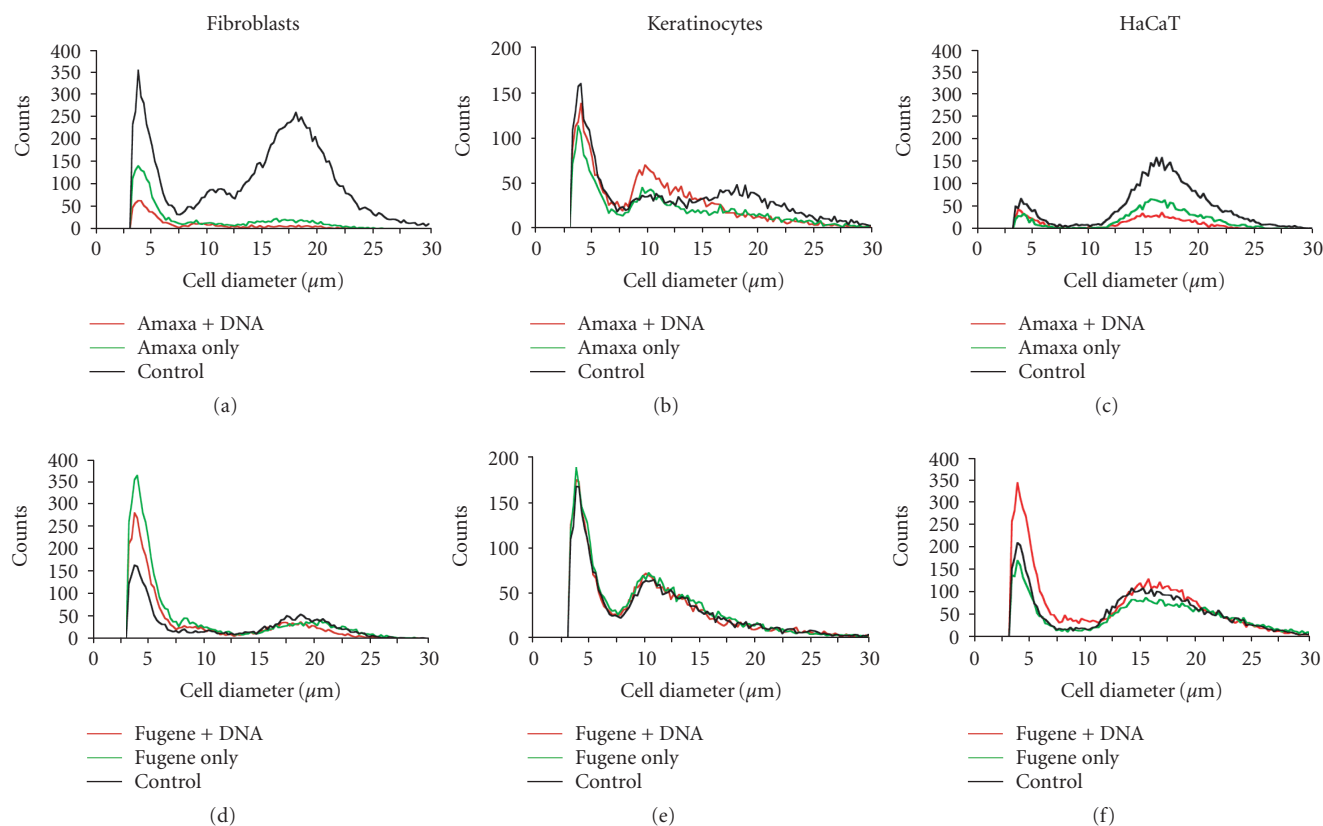 Fibroblasts
400
350
300
250
200
150
100
50
0
Counts
0 5 10 15 20 25 30
Cell diameter (µm)
Amaxa + DNA
Amaxa only
Control
(a)
Keratinocytes
200
150
100
50
0
Counts
0 5 10 15 20 25 30
Cell diameter (µm)
Amaxa + DNA
Amaxa only
Control
(b)
HaCaT
400
350
300
250
200
150
100
50
0
Counts
0 5 10 15 20 25 30
Cell diameter (µm)
Amaxa + DNA
Amaxa only
Control
(c)
400
350
300
250
200
150
100
50
0
Counts
0 5 10 15 20 25 30
Cell diameter (µm)
Fugene + DNA
Fugene only
Control
(d)
200
150
100
50
0
Counts
0 5 10 15 20 25 30
Cell diameter (µm)
Fugene + DNA
Fugene only
Control
(e)
400
350
300
250
200
150
100
50
0
Counts
0 5 10 15 20 25 30
Cell diameter (µm)
Fugene + DNA
Fugene only
Control
(f)